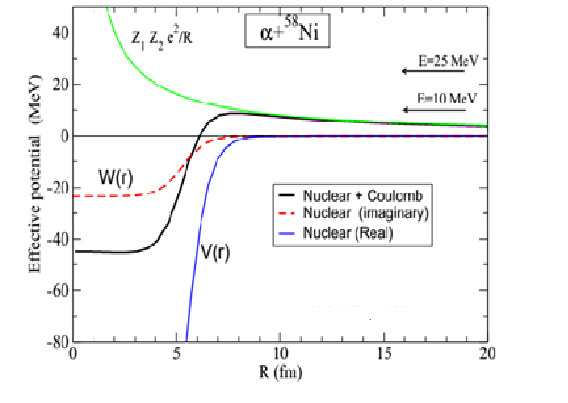 40
20
0
-20
-40
-60
-80
Effective potential (MeV)
Z₁ Z₂ e²/R
α+⁵⁸Ni
E=25 MeV
E=10 MeV
W(r)
V(r)
Nuclear + Coulomb
Nuclear (imaginary)
Nuclear (Real)
0 5 10 15 20
R (fm)